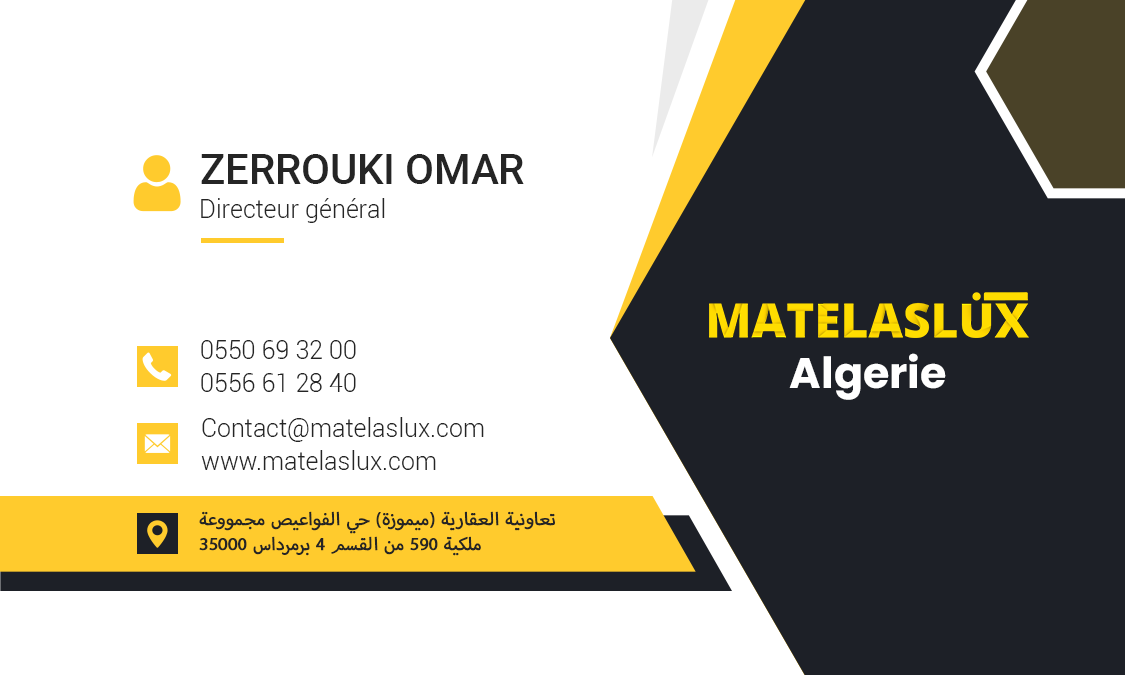 ZERROUKI OMAR
Directeur général
0550 69 32 00
0556 61 28 40
Contact@matelaslux.com
www.matelaslux.com
تعاونية العقارية (ميموزة) حي الفواعيص مجمووعة
ملكية 590 من القسم 4 برمرداس 35000
MATELASLÜX
Algerie